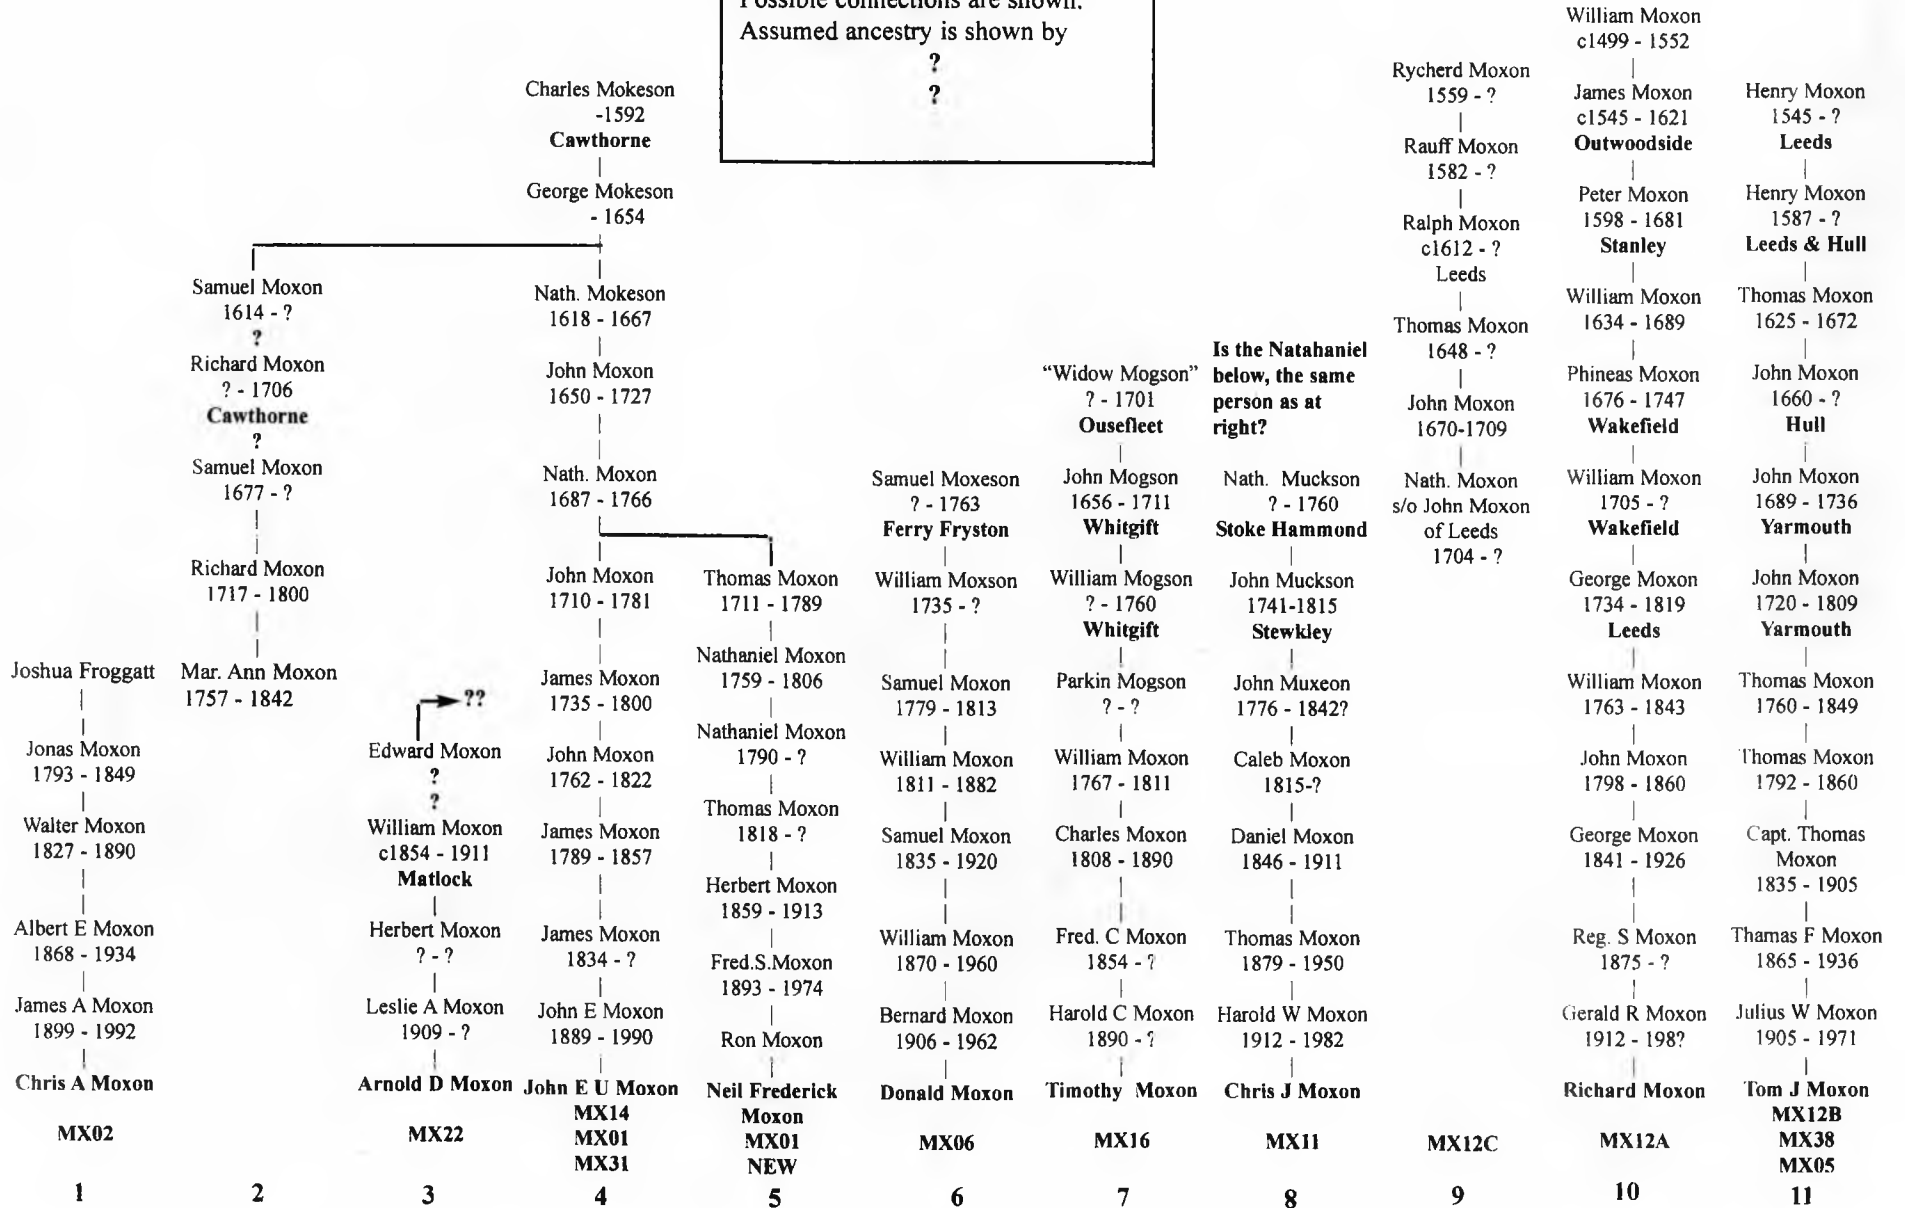 Possible connections are shown.
Assumed ancestry is shown by
?
?
Joshua Froggatt
Jonas Moxon
1793 - 1849
Walter Moxon
1827 - 1890
Albert E Moxon
1868 - 1934
James A Moxon
1899 - 1992
Chris A Moxon
MX02
1
Samuel Moxon
1614 - ?
?
Richard Moxon
? - 1706
Cawthorne
?
Samuel Moxon
1677 - ?
Richard Moxon
1717 - 1800
Mar. Ann Moxon
1757 - 1842
2
??
Edward Moxon
?
?
William Moxon
c1854 - 1911
Matlock
Herbert Moxon
? - ?
Leslie A Moxon
1909 - ?
Arnold D Moxon
MX22
3
Charles Mokeson
-1592
Cawthorne
George Mokeson
- 1654
Nath. Mokeson
1618 - 1667
John Moxon
1650 - 1727
Nath. Moxon
1687 - 1766
John Moxon
1710 - 1781
James Moxon
1735 - 1800
John Moxon
1762 - 1822
James Moxon
1789 - 1857
James Moxon
1834 - ?
John E Moxon
1889 - 1990
John E U Moxon
MX14
MX01
MX31
4
Thomas Moxon
1711 - 1789
Nathaniel Moxon
1759 - 1806
Nathaniel Moxon
1790 - ?
Thomas Moxon
1818 - ?
Herbert Moxon
1859 - 1913
Fred.S.Moxon
1893 - 1974
Ron Moxon
Neil Frederick
Moxon
MX01
NEW
5
Samuel Moxeson
? - 1763
Ferry Fryston
William Moxson
1735 - ?
Samuel Moxon
1779 - 1813
William Moxon
1811 - 1882
Samuel Moxon
1835 - 1920
William Moxon
1870 - 1960
Bernard Moxon
1906 - 1962
Donald Moxon
MX06
6
"Widow Mogson"
? - 1701
Ousefleet
John Mogson
1656 - 1711
Whitgift
William Mogson
? - 1760
Whitgift
Parkin Mogson
? - ?
William Moxon
1767 - 1811
Charles Moxon
1808 - 1890
Fred. C Moxon
1854 - ?
Harold C Moxon
1890 - ?
Timothy Moxon
MX16
7
Is the Natahaniel
below, the same
person as at
right?
Nath. Muckson
? - 1760
Stoke Hammond
John Muckson
1741-1815
Stewkley
John Muxeon
1776 - 1842?
Caleb Moxon
1815-?
Daniel Moxon
1846 - 1911
Thomas Moxon
1879 - 1950
Harold W Moxon
1912 - 1982
Chris J Moxon
MX11
8
Rycherd Moxon
1559 - ?
Rauff Moxon
1582 - ?
Ralph Moxon
c1612 - ?
Leeds
Thomas Moxon
1648 - ?
John Moxon
1670-1709
Nath. Moxon
s/o John Moxon
of Leeds
1704 - ?
MX12C
9
William Moxon
c1499 - 1552
James Moxon
c1545 - 1621
Outwoodside
Peter Moxon
1598 - 1681
Stanley
William Moxon
1634 - 1689
Phineas Moxon
1676 - 1747
Wakefield
William Moxon
1705 - ?
Wakefield
George Moxon
1734 - 1819
Leeds
William Moxon
1763 - 1843
John Moxon
1798 - 1860
George Moxon
1841 - 1926
Reg. S Moxon
1875 - ?
Gerald R Moxon
1912 - 198?
Richard Moxon
MX12A
10
Henry Moxon
1545 - ?
Leeds
Henry Moxon
1587 - ?
Leeds & Hull
Thomas Moxon
1625 - 1672
John Moxon
1660 - ?
Hull
John Moxon
1689 - 1736
Yarmouth
John Moxon
1720 - 1809
Yarmouth
Thomas Moxon
1760 - 1849
Thomas Moxon
1792 - 1860
Capt. Thomas
Moxon
1835 - 1905
Thamas F Moxon
1865 - 1936
Julius W Moxon
1905 - 1971
Tom J Moxon
MX12B
MX38
MX05
11